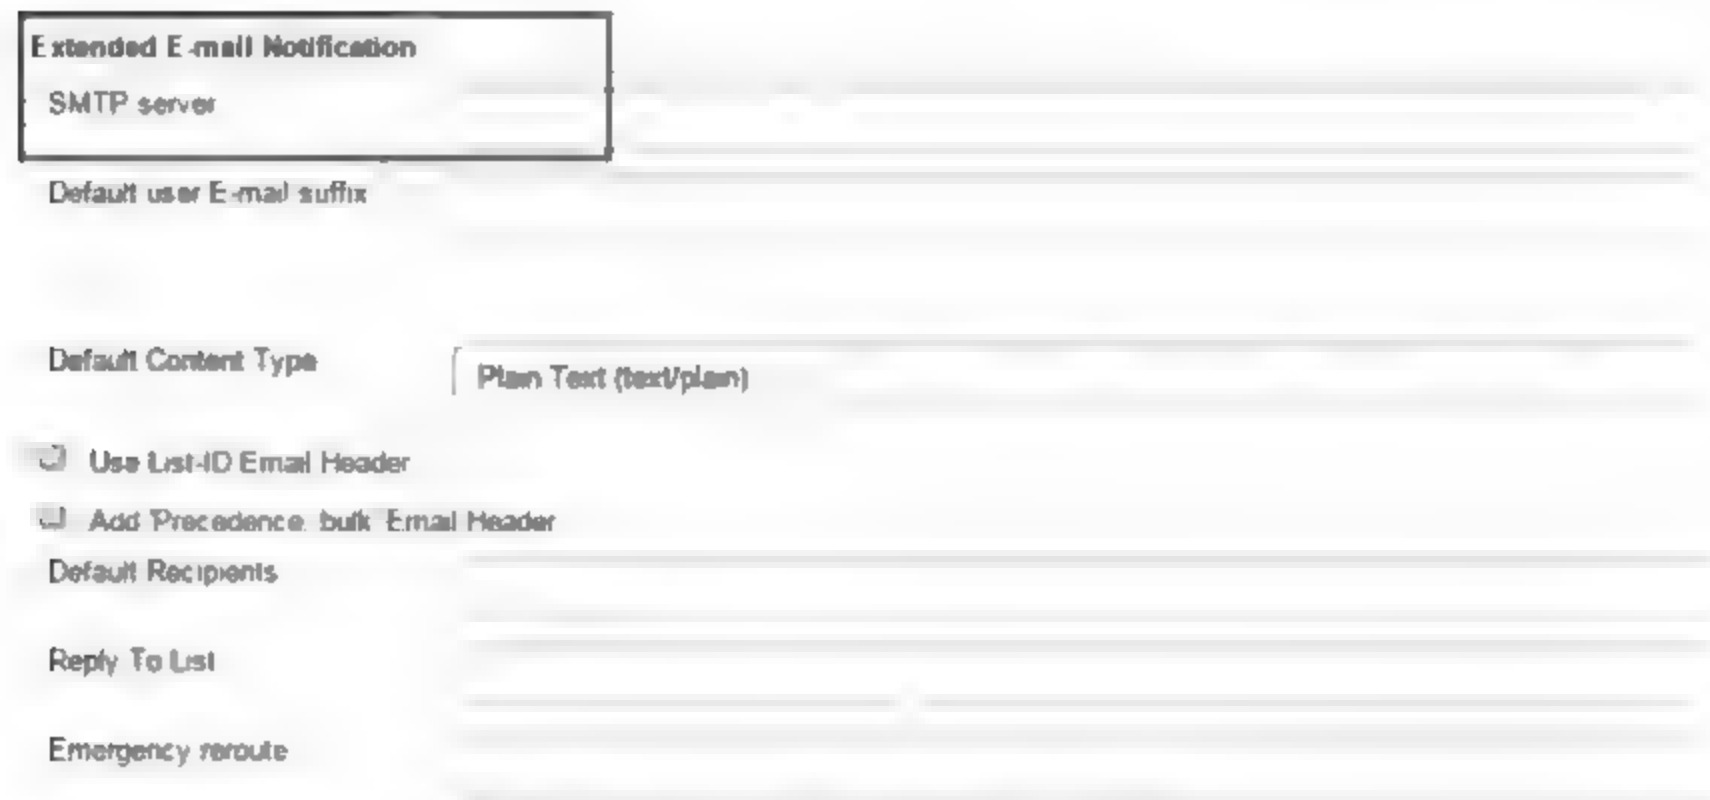 Extended E-mail Notification
SMTP server
Default user E-mail suffix
Default Content Type
Plain Text (text/plain)
Use List-ID Email Header
Add 'Precedence: bulk' Email Header
Default Recipients
Reply To List
Emergency reroute